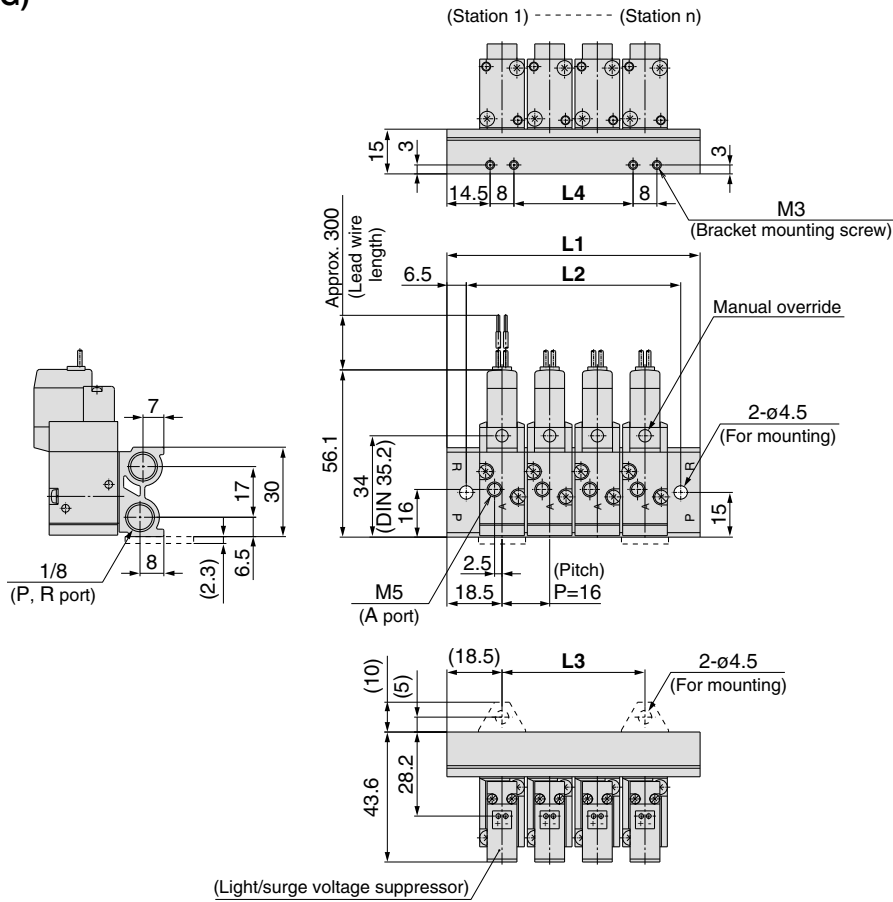 d)
(Station 1) (Station n)
15
3
3
14.5 8 L4 8
M3
(Bracket mounting screw)
Approx. 300
(Lead wire
length)
L1
6.5 L2
Manual override
2-ø4.5
(For mounting)
56.1
34
(DIN 35.2)
16
R
P
R
P
A
A
A
A
15
7
17
30
8
(2.3)
6.5
1/8
(P, R port)
2.5
(Pitch)
18.5 P=16
M5
(A port)
(18.5) L3
2-ø4.5
(For mounting)
(10)
(5)
43.6
28.2
+ - + - + - + -
(Light/surge voltage suppressor)